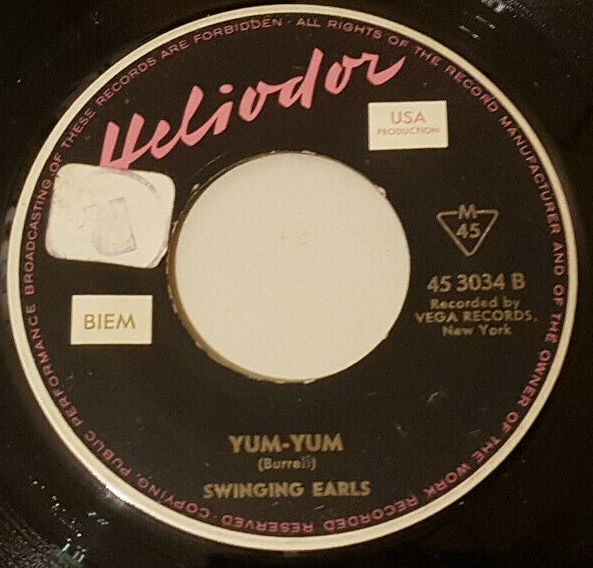 Heliodor
USA
PRODUCTION
BIEM
M
45
45 3034 B
Recorded by
VEGA RECORDS,
New York
YUM-YUM
(Burrell)
SWINGING EARLS
ALL RIGHTS OF THE RECORD MANUFACTURER AND OF THE OWNER OF THE WORK RECORDED RESERVED · COPYING, PUBLIC PERFORMANCE BROADCASTING OF THESE RECORDS ARE FORBIDDEN ·